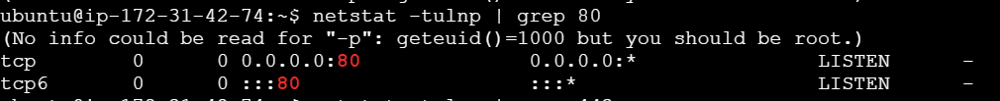 ubuntu@ip-172-31-42-74:~$ netstat -tulnp | grep 80
(No info could be read for "-p": geteuid()=1000 but you should be root.)
tcp 0 0 0.0.0.0:80 0.0.0.0:* LISTEN -
tcp6 0 0 :::80 :::* LISTEN -